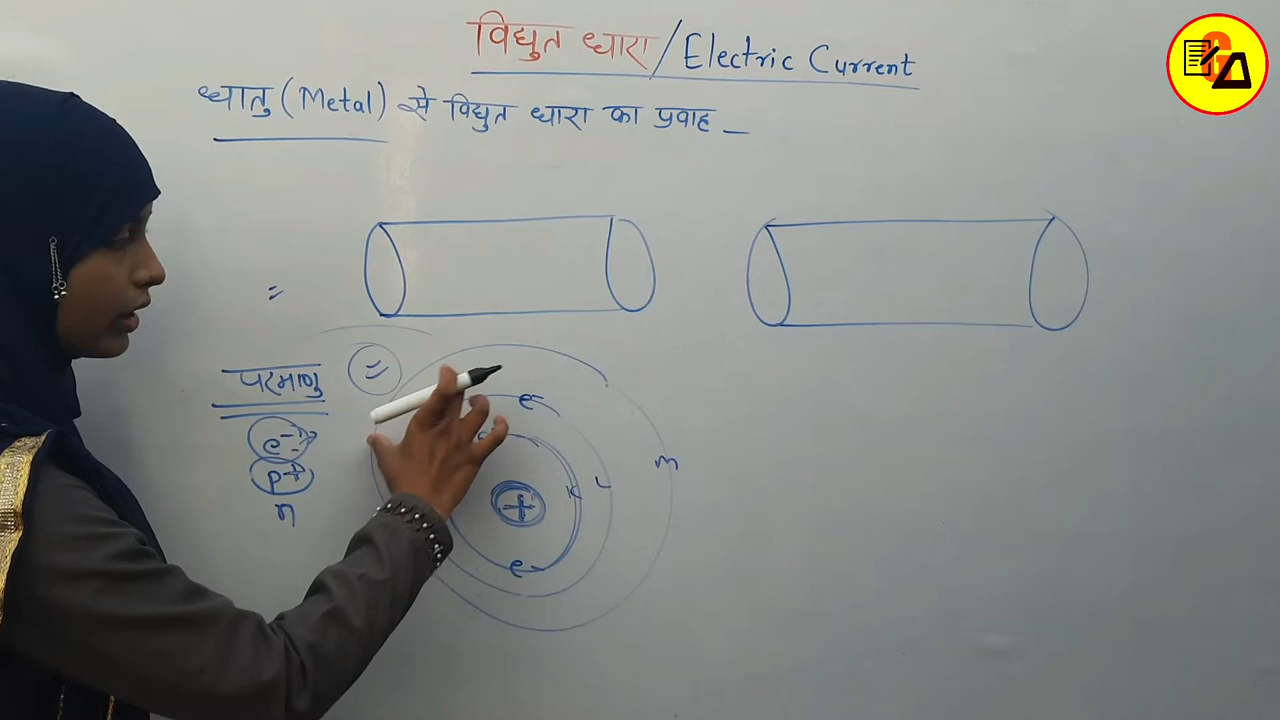 विद्युत धारा/Electric Current
धातु (Metal) से विद्युत धारा का प्रवाह _
=
परमाणु =
e-
p+
n
e-
e
+
K L M
e-